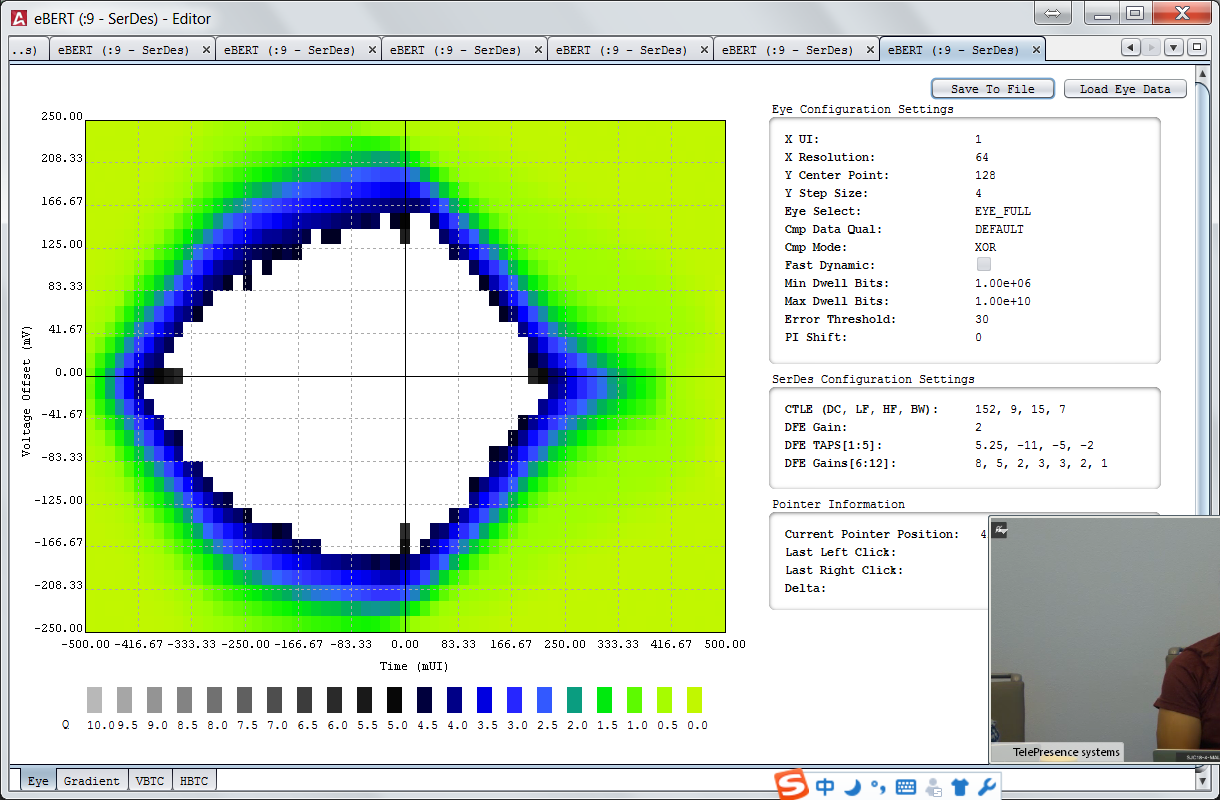 eBERT (:9 - SerDes) - Editor
..s) eBERT (:9 - SerDes) eBERT (:9 - SerDes) eBERT (:9 - SerDes) eBERT (:9 - SerDes) eBERT (:9 - SerDes) eBERT (:9 - SerDes)
Save To File Load Eye Data
Eye Configuration Settings
X UI: 1
X Resolution: 64
Y Center Point: 128
Y Step Size: 4
Eye Select: EYE_FULL
Cmp Data Qual: DEFAULT
Cmp Mode: XOR
Fast Dynamic:
Min Dwell Bits: 1.00e+06
Max Dwell Bits: 1.00e+10
Error Threshold: 30
PI Shift: 0
SerDes Configuration Settings
CTLE (DC, LF, HF, BW): 152, 9, 15, 7
DFE Gain: 2
DFE TAPS[1:5]: 5.25, -11, -5, -2
DFE Gains[6:12]: 8, 5, 2, 3, 3, 2, 1
Pointer Information
Current Pointer Position: 4
Last Left Click:
Last Right Click:
Delta:
250.00
208.33
166.67
125.00
83.33
41.67
0.00
-41.67
-83.33
-125.00
-166.67
-208.33
-250.00
Voltage Offset (mV)
-500.00 -416.67 -333.33 -250.00 -166.67 -83.33 0.00 83.33 166.67 250.00 333.33 416.67 500.00
Time (mUI)
Q 10.0 9.5 9.0 8.5 8.0 7.5 7.0 6.5 6.0 5.5 5.0 4.5 4.0 3.5 3.0 2.5 2.0 1.5 1.0 0.5 0.0
TelePresence systems
Eye Gradient VBTC HBTC
中